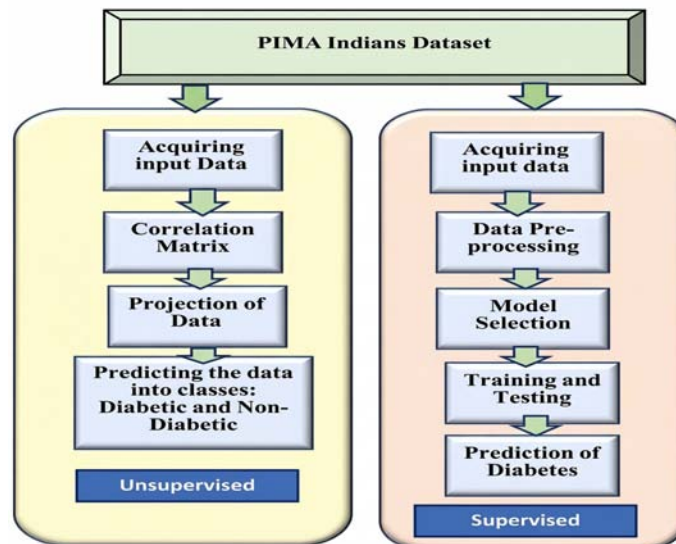 PIMA Indians Dataset
Acquiring
input Data
Correlation
Matrix
Projection of
Data
Predicting the data
into classes:
Diabetic and Non-
Diabetic
Unsupervised
Acquiring
input data
Data Pre-
processing
Model
Selection
Training and
Testing
Prediction of
Diabetes
Supervised